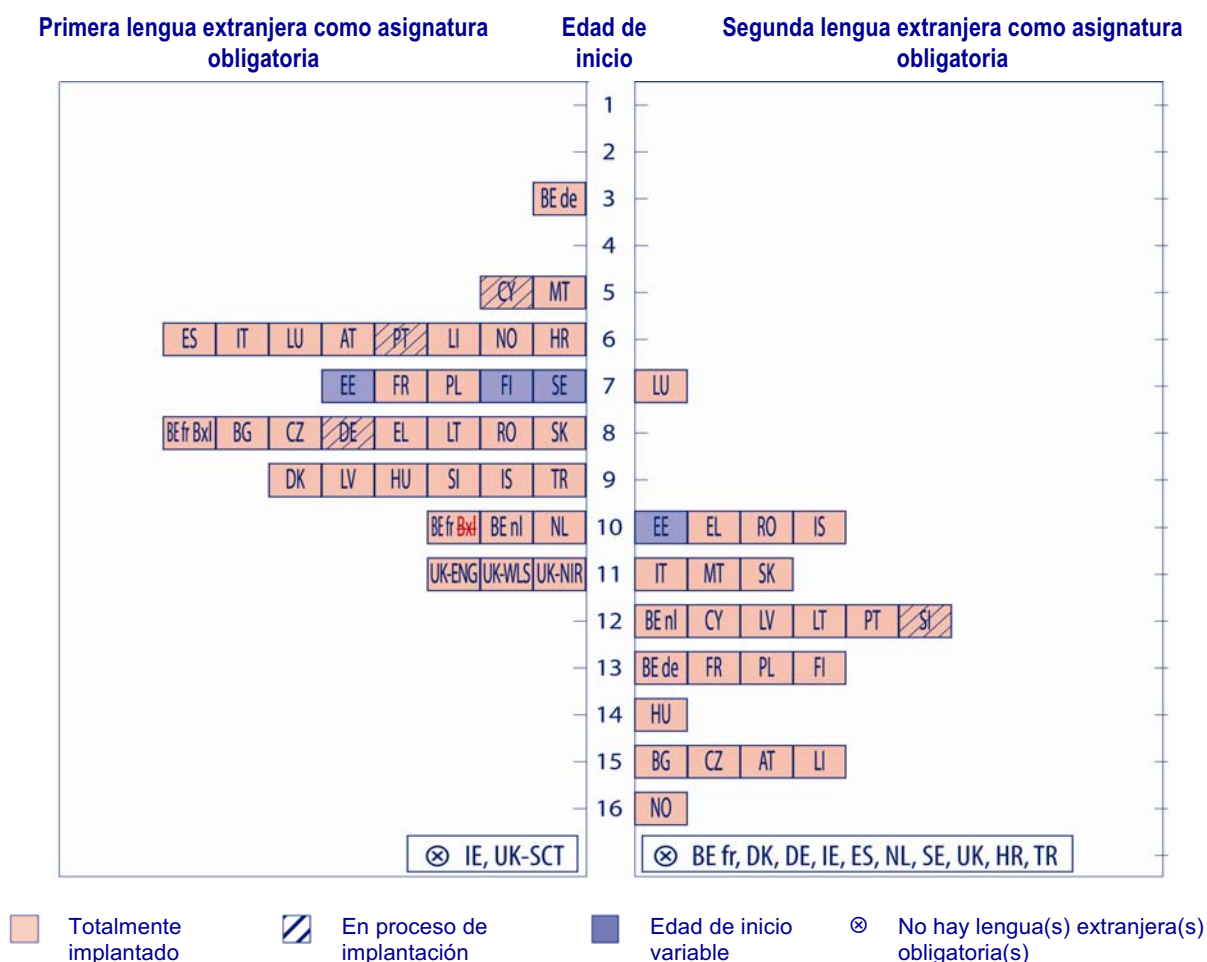 Primera lengua extranjera como asignatura obligatoria
Edad de inicio
Segunda lengua extranjera como asignatura obligatoria
1
2
BE de 3
4
CY MT 5
ES IT LU AT PT LI NO HR 6
EE FR PL FI SE 7 LU
BE fr Bxl BG CZ DE EL LT RO SK 8
DK LV HU SI IS TR 9
BE fr Bxl BE nl NL 10 EE EL RO IS
UK-ENG UK-WLS UK-NIR 11 IT MT SK
12 BE nl CY LV LT PT SI
13 BE de FR PL FI
14 HU
15 BG CZ AT LI
16 NO
⊗ IE, UK-SCT
⊗ BE fr, DK, DE, IE, ES, NL, SE, UK, HR, TR
Totalmente implantado
En proceso de implantación
Edad de inicio variable
⊗ No hay lengua(s) extranjera(s) obligatoria(s)